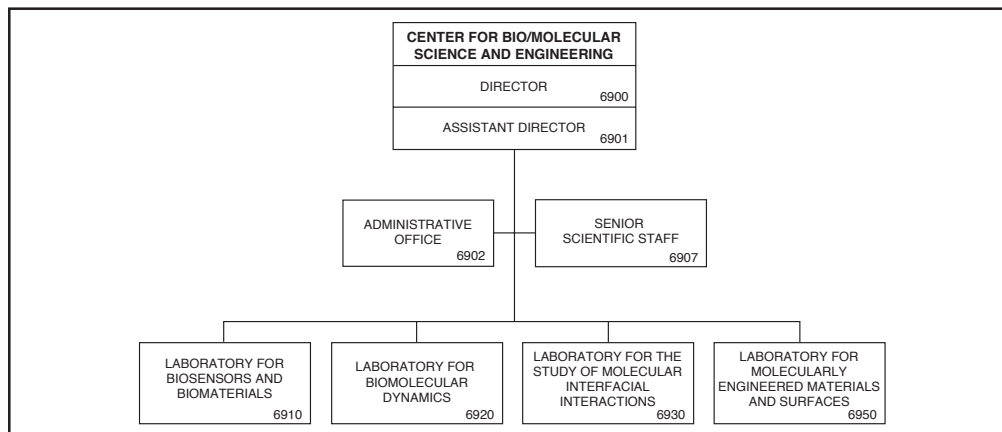 CENTER FOR BIO/MOLECULAR
SCIENCE AND ENGINEERING
DIRECTOR
6900
ASSISTANT DIRECTOR
6901
ADMINISTRATIVE
OFFICE
6902
SENIOR
SCIENTIFIC STAFF
6907
LABORATORY FOR
BIOSENSORS AND
BIOMATERIALS
6910
LABORATORY FOR
BIOMOLECULAR
DYNAMICS
6920
LABORATORY FOR THE
STUDY OF MOLECULAR
INTERFACIAL
INTERACTIONS
6930
LABORATORY FOR
MOLECULARLY
ENGINEERED MATERIALS
AND SURFACES
6950